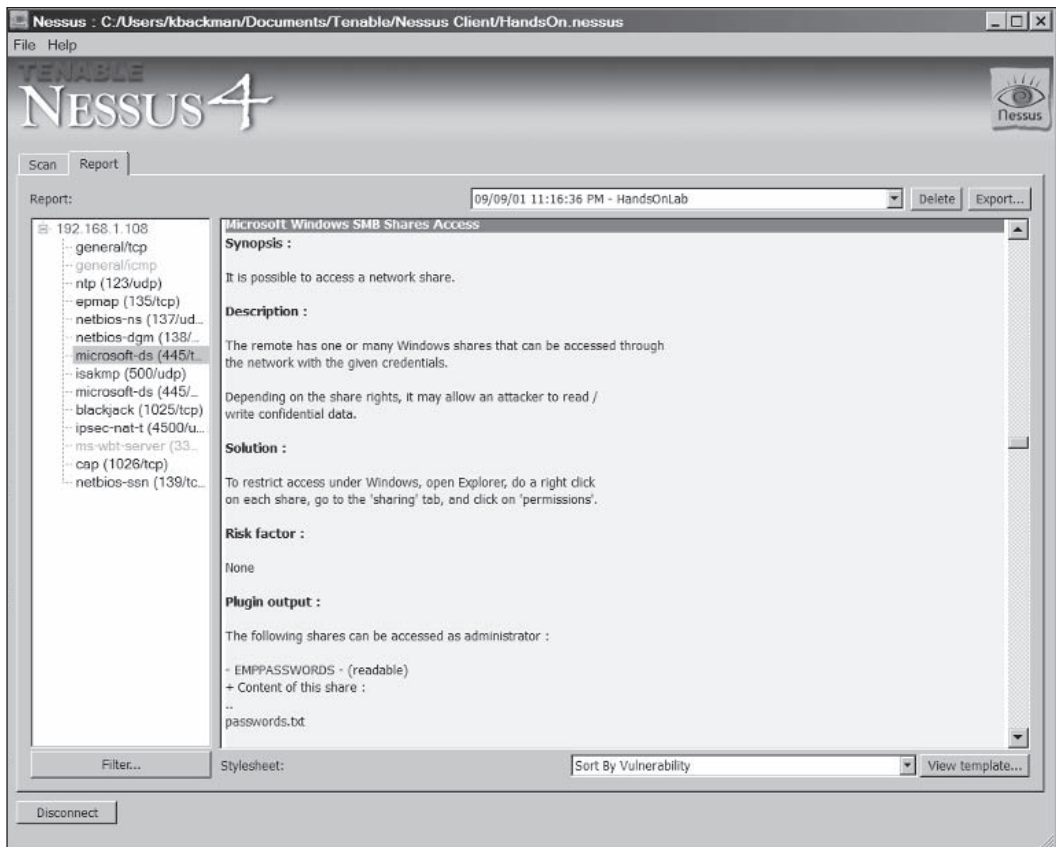 Nessus : C:/Users/kbackman/Documents/Tenable/Nessus Client/HandsOn.nessus
File Help
TENABLE
NESSUS 4
Nessus
Scan Report
Report:
09/09/01 11:16:36 PM - HandsOnLab
Delete
Export...
192.168.1.108
general/tcp
general/icmp
ntp (123/udp)
epmap (135/tcp)
netbios-ns (137/ud...
netbios-dgm (138/...
microsoft-ds (445/t...
isakmp (500/udp)
microsoft-ds (445/...
blackjack (1025/tcp)
ipsec-nat-t (4500/u...
ms-wbt-server (33...
cap (1026/tcp)
netbios-ssn (139/tc...
Microsoft Windows SMB Shares Access
Synopsis :
It is possible to access a network share.
Description :
The remote has one or many Windows shares that can be accessed through
the network with the given credentials.
Depending on the share rights, it may allow an attacker to read /
write confidential data.
Solution :
To restrict access under Windows, open Explorer, do a right click
on each share, go to the 'sharing' tab, and click on 'permissions'.
Risk factor :
None
Plugin output :
The following shares can be accessed as administrator :
- EMPPASSWORDS - (readable)
+ Content of this share :
..
passwords.txt
Filter...
Stylesheet:
Sort By Vulnerability
View template...
Disconnect